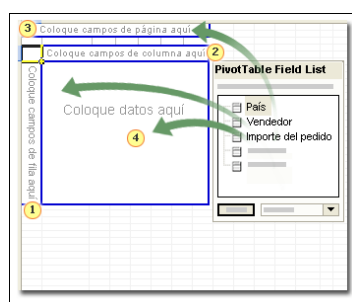 3
Coloque campos de página aquí
Coloque campos de columna aquí
2
PivotTable Field List
Coloque campos de fila aquí
Coloque datos aquí
4
País
Vendedor
Importe del pedido
1